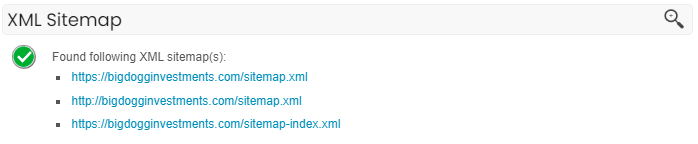 XML Sitemap
Found following XML sitemap(s):
https://bigdogginvestments.com/sitemap.xml
http://bigdogginvestments.com/sitemap.xml
https://bigdogginvestments.com/sitemap-index.xml